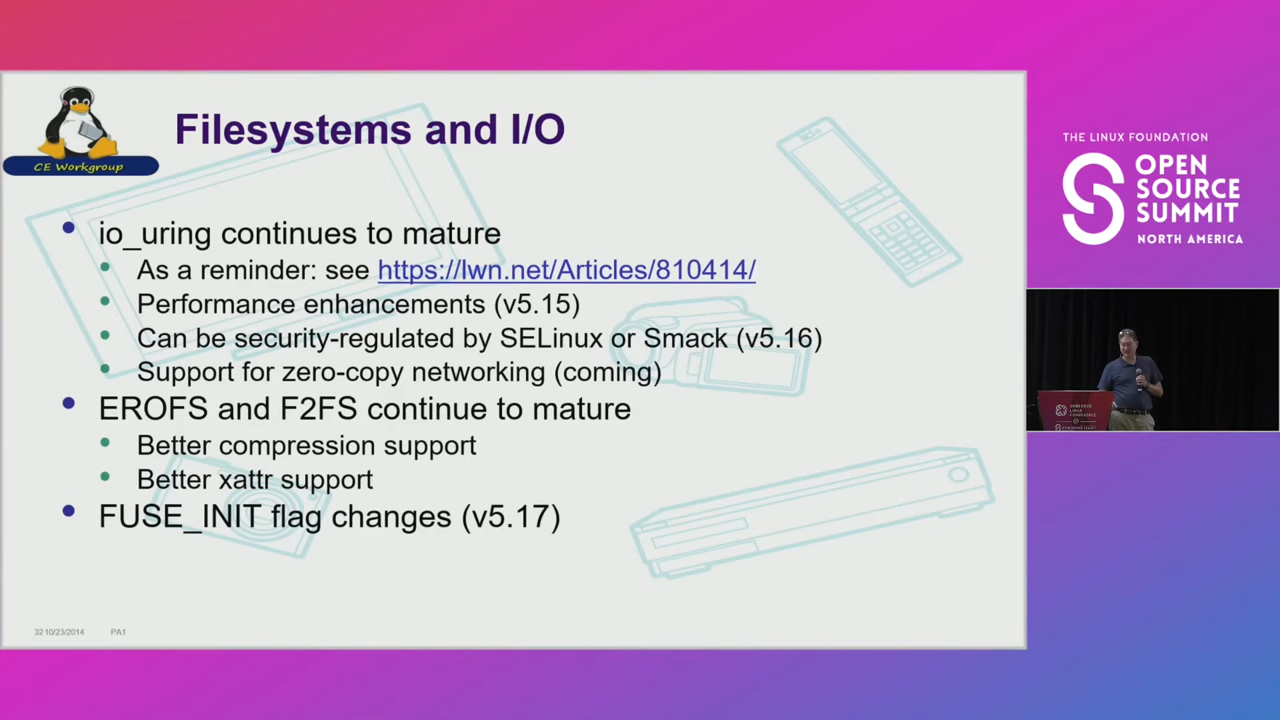 Filesystems and I/O
CE Workgroup
io_uring continues to mature
As a reminder: see https://lwn.net/Articles/810414/
Performance enhancements (v5.15)
Can be security-regulated by SELinux or Smack (v5.16)
Support for zero-copy networking (coming)
EROFS and F2FS continue to mature
Better compression support
Better xattr support
FUSE_INIT flag changes (v5.17)
32 10/23/2014 PA1
THE LINUX FOUNDATION
OPEN
SOURCE
SUMMIT
NORTH AMERICA
EMBEDDED
LINUX
CONFERENCE